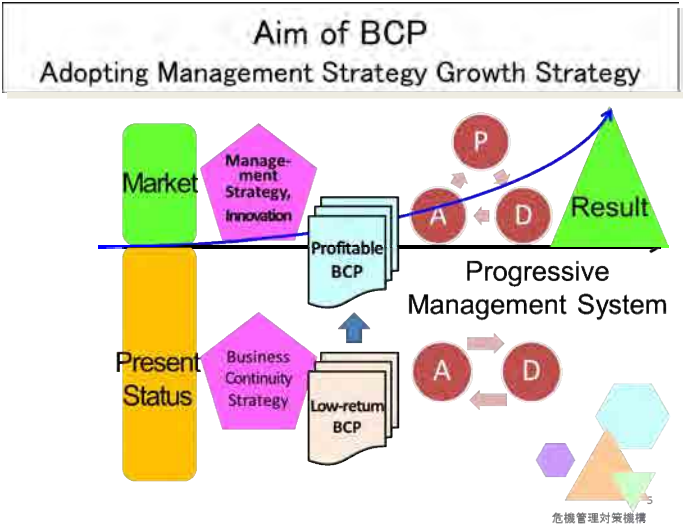 Aim of BCP
Adopting Management Strategy Growth Strategy
Market
Manage-
ment
Strategy,
Innovation
Profitable
BCP
P
A
D
Result
Progressive
Management System
Present
Status
Business
Continuity
Strategy
Low-return
BCP
A
D
5
危機管理対策機構